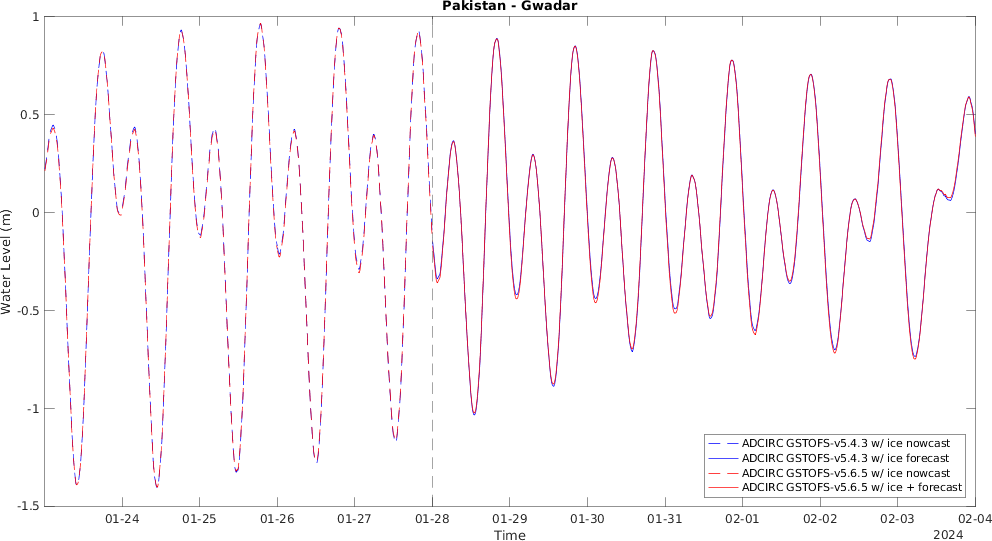 Pakistan - Gwadar
Water Level (m)
1
0.5
0
-0.5
-1
-1.5
ADCIRC GSTOFS-v5.4.3 w/ ice nowcast
ADCIRC GSTOFS-v5.4.3 w/ ice forecast
ADCIRC GSTOFS-v5.6.5 w/ ice nowcast
ADCIRC GSTOFS-v5.6.5 w/ ice + forecast
01-24 01-25 01-26 01-27 01-28 01-29 01-30 01-31 02-01 02-02 02-03 02-04
Time
2024